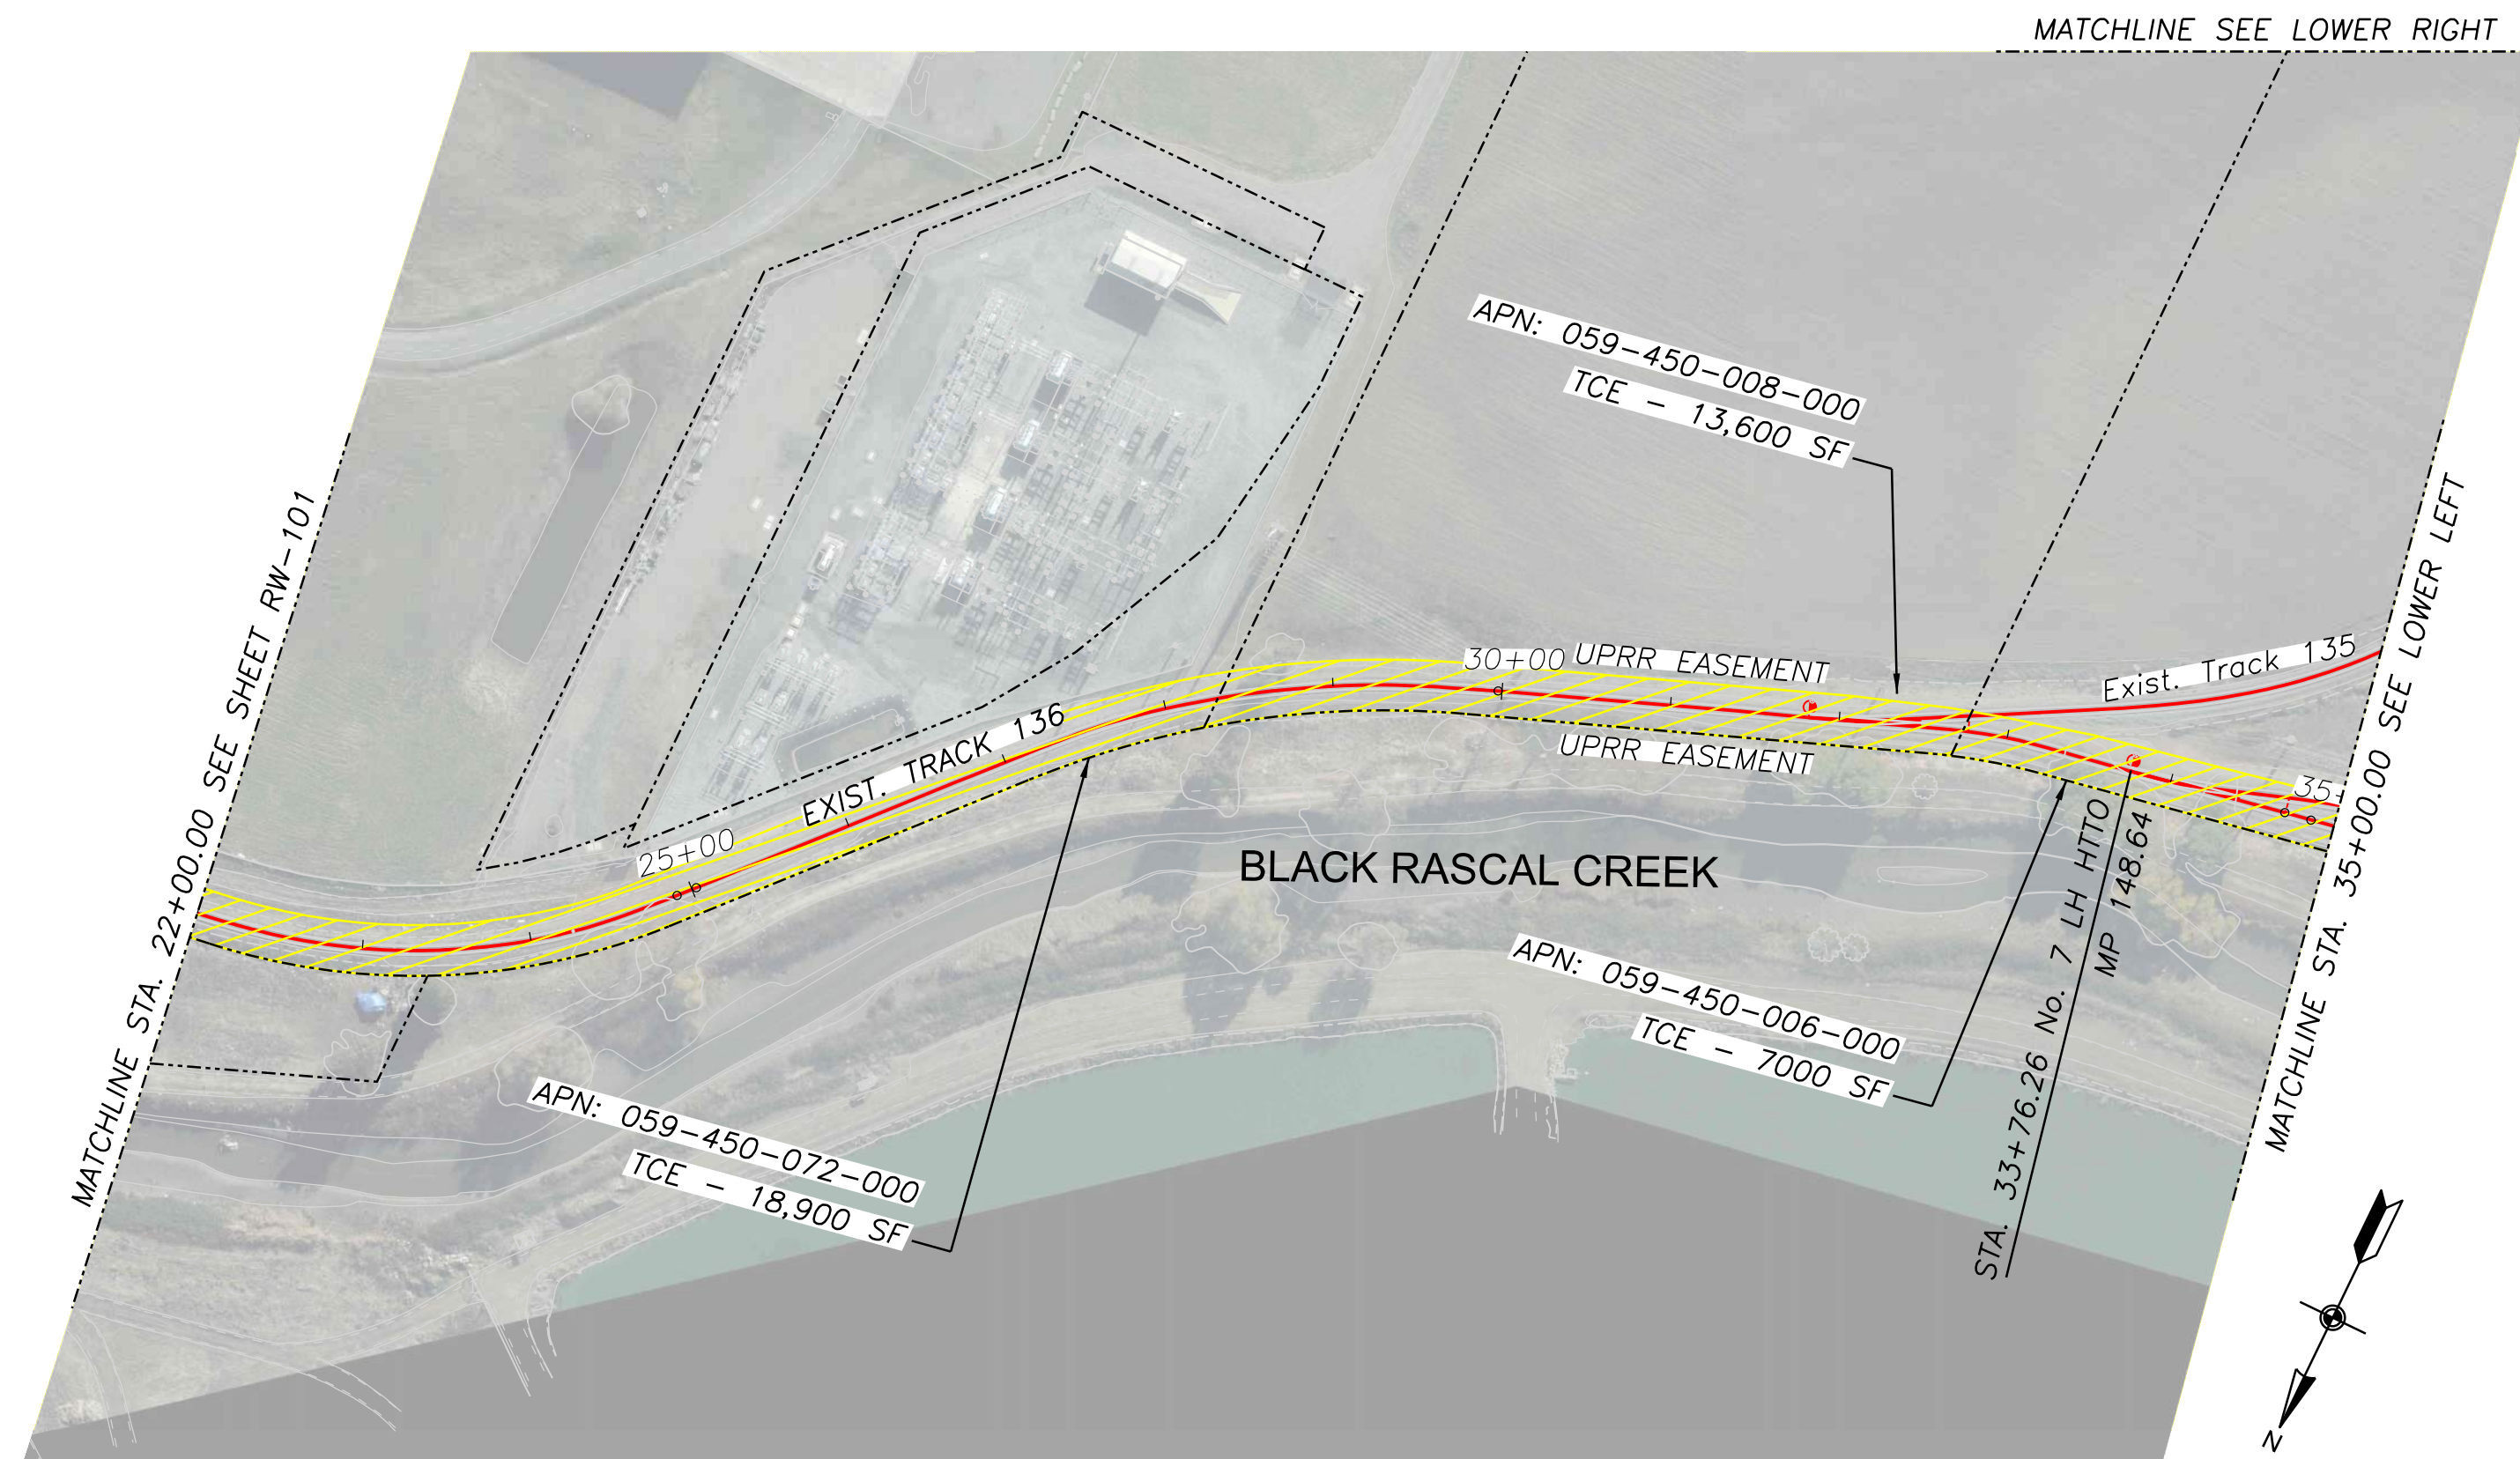 MATCHLINE SEE LOWER RIGHT
APN: 059-450-008-000
TCE - 13,600 SF
MATCHLINE STA. 22+00.00 SEE SHEET RW-101
MATCHLINE STA. 35+00.00 SEE LOWER LEFT
30+00
UPRR EASEMENT
Exist. Track 135
EXIST. TRACK 136
UPRR EASEMENT
25+00
35+
BLACK RASCAL CREEK
APN: 059-450-006-000
TCE - 7000 SF
STA. 33+76.26 No. 7 LH HTTO
MP 148.64
APN: 059-450-072-000
TCE - 18,900 SF
N